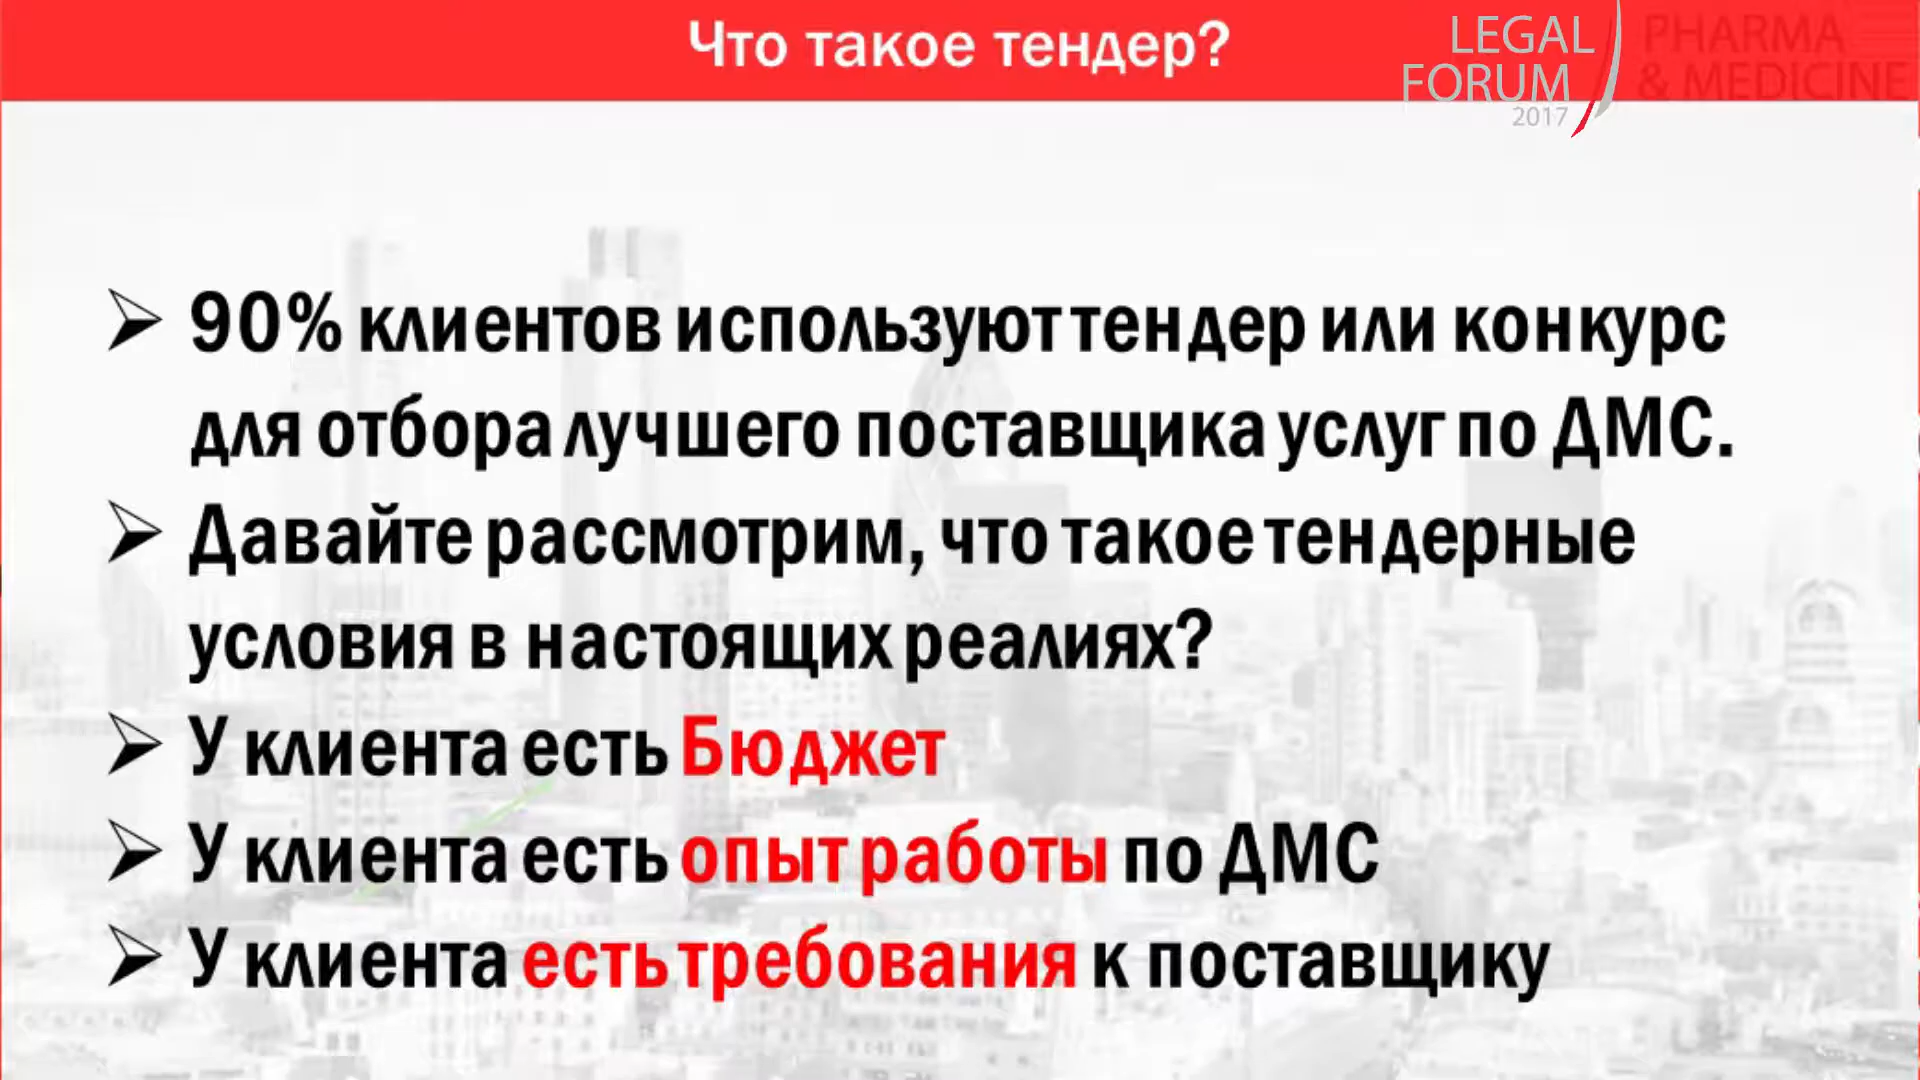 Что такое тендер?
LEGAL
FORUM
2017
PHARMA
& MEDICINE
90% клиентов используют тендер или конкурс
для отбора лучшего поставщика услуг по ДМС.
Давайте рассмотрим, что такое тендерные
условия в настоящих реалиях?
У клиента есть Бюджет
У клиента есть опыт работы по ДМС
У клиента есть требования к поставщику